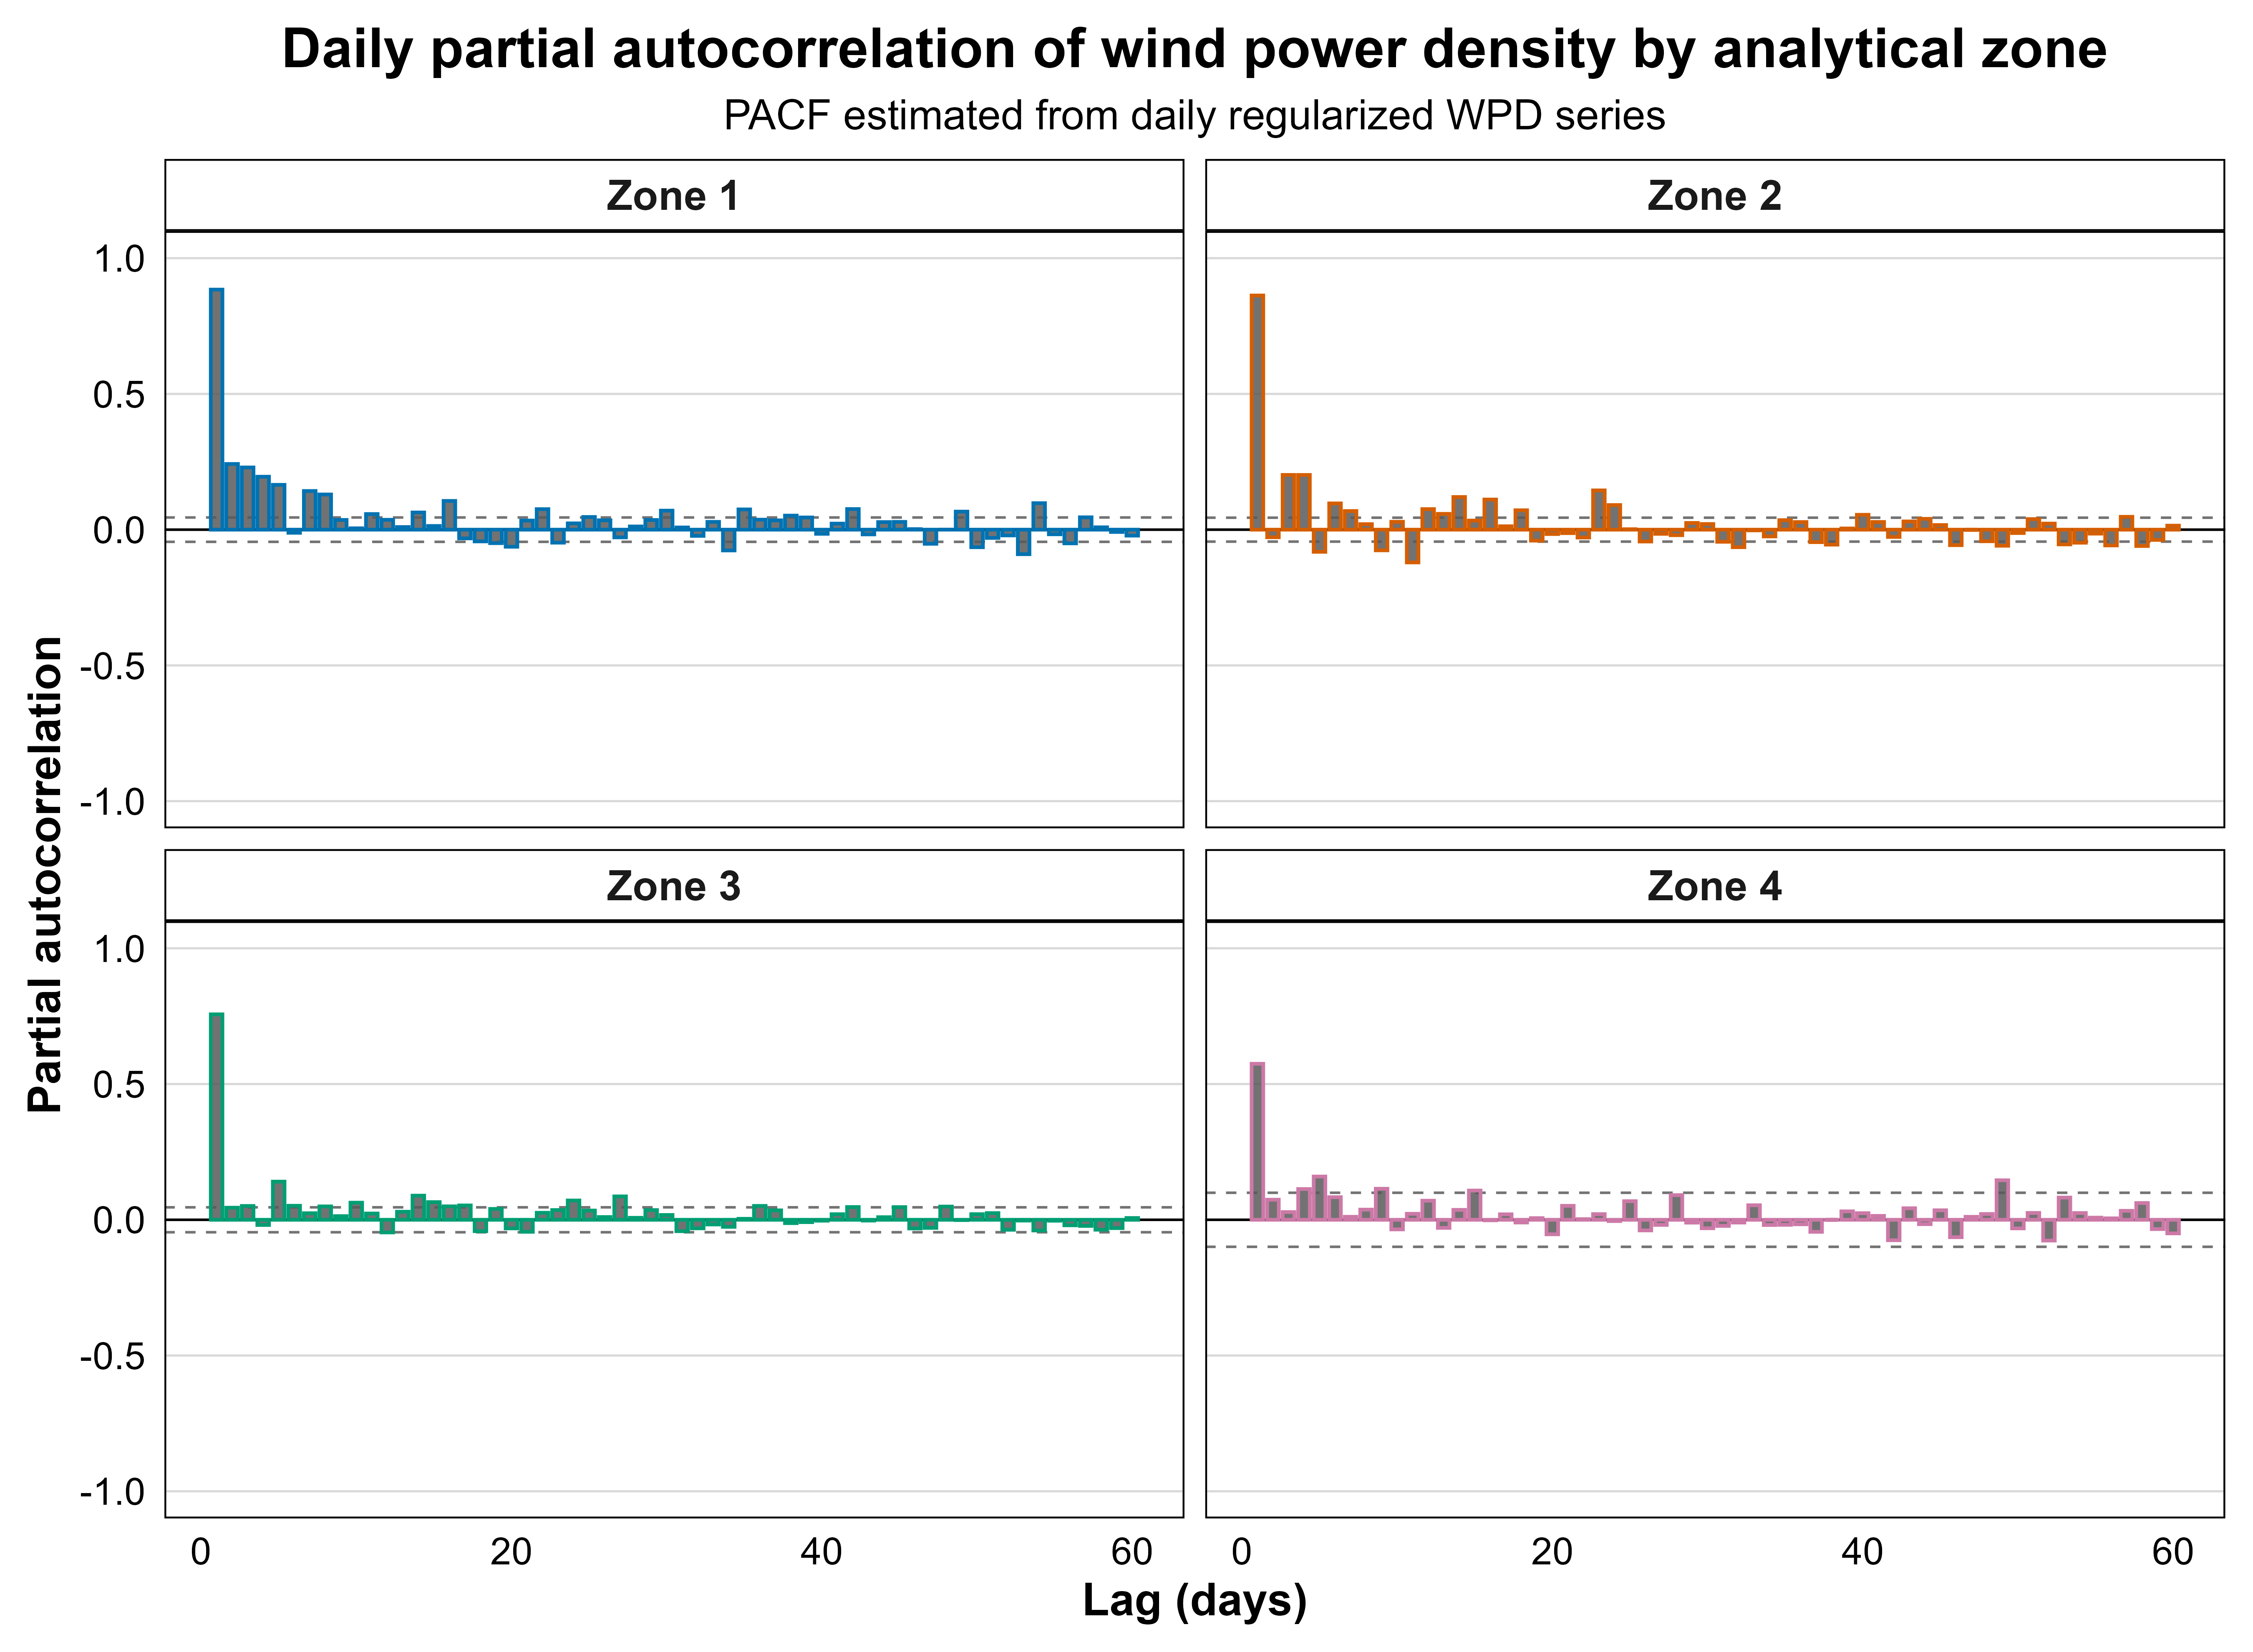 Daily partial autocorrelation of wind power density by analytical zone
PACF estimated from daily regularized WPD series
Zone 1
Zone 2
1.0
0.5
0.0
-0.5
-1.0
Partial autocorrelation
Zone 3
Zone 4
1.0
0.5
0.0
-0.5
-1.0
0 20 40 60 0 20 40 60
Lag (days)